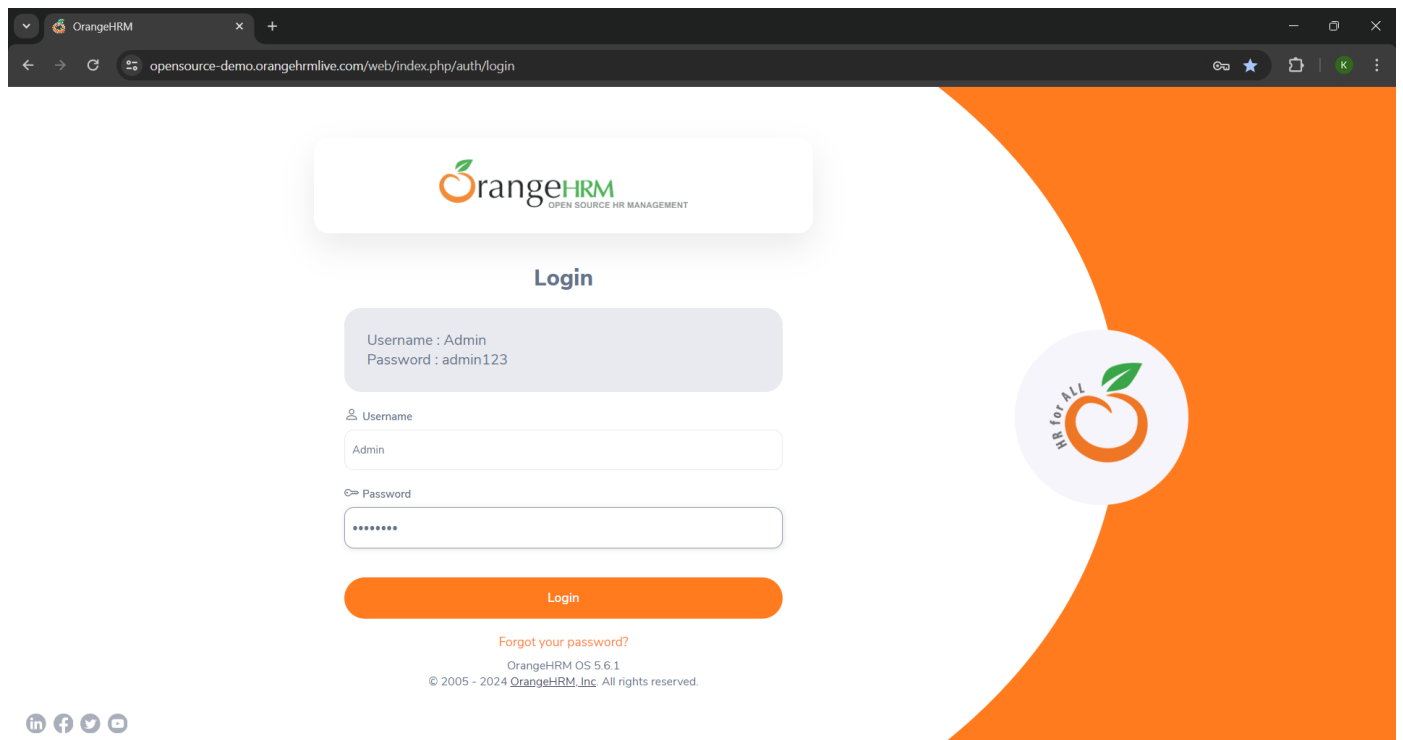 OrangeHRM
opensource-demo.orangehrmlive.com/web/index.php/auth/login
K
OrangeHRM
OPEN SOURCE HR MANAGEMENT
Login
Username : Admin
Password : admin123
Username
Admin
Password
••••••••
Login
Forgot your password?
OrangeHRM OS 5.6.1
© 2005 - 2024 OrangeHRM, Inc. All rights reserved.
HR for ALL